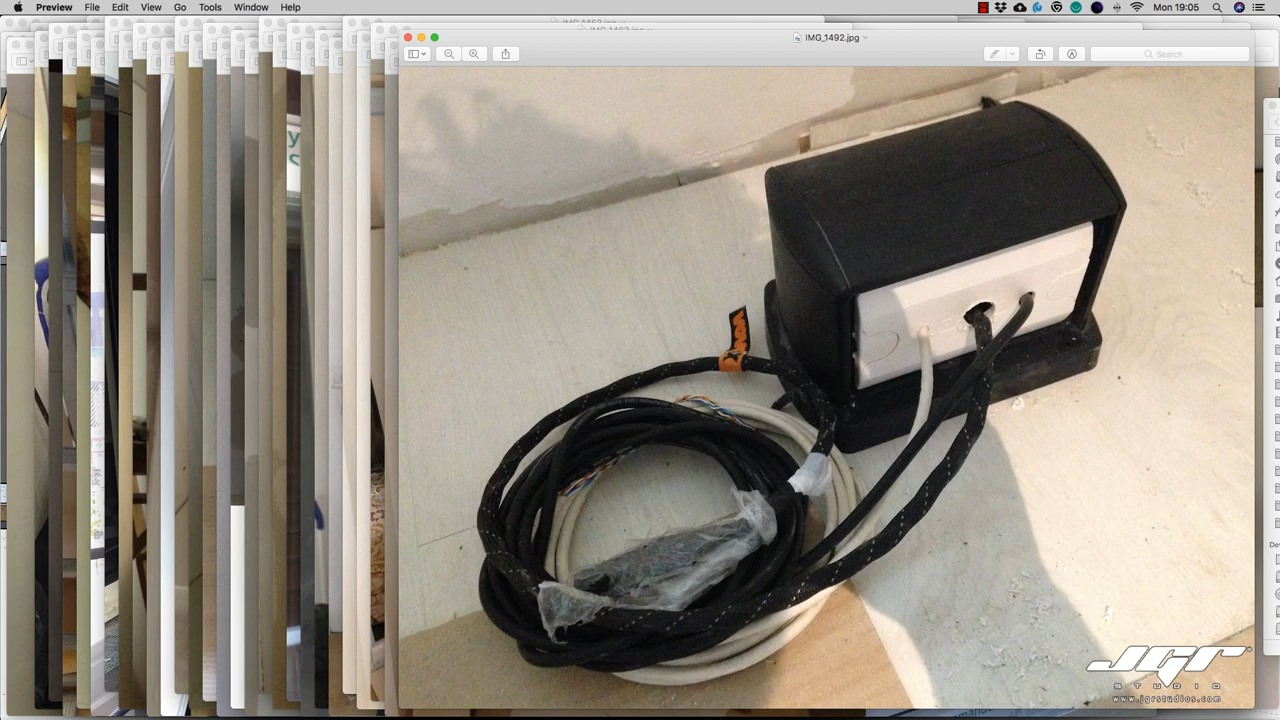 Preview File Edit View Go Tools Window Help
Mon 19:05
IMG_1492.jpg
Search
JGR
STUDIO
www.jgrstudios.com